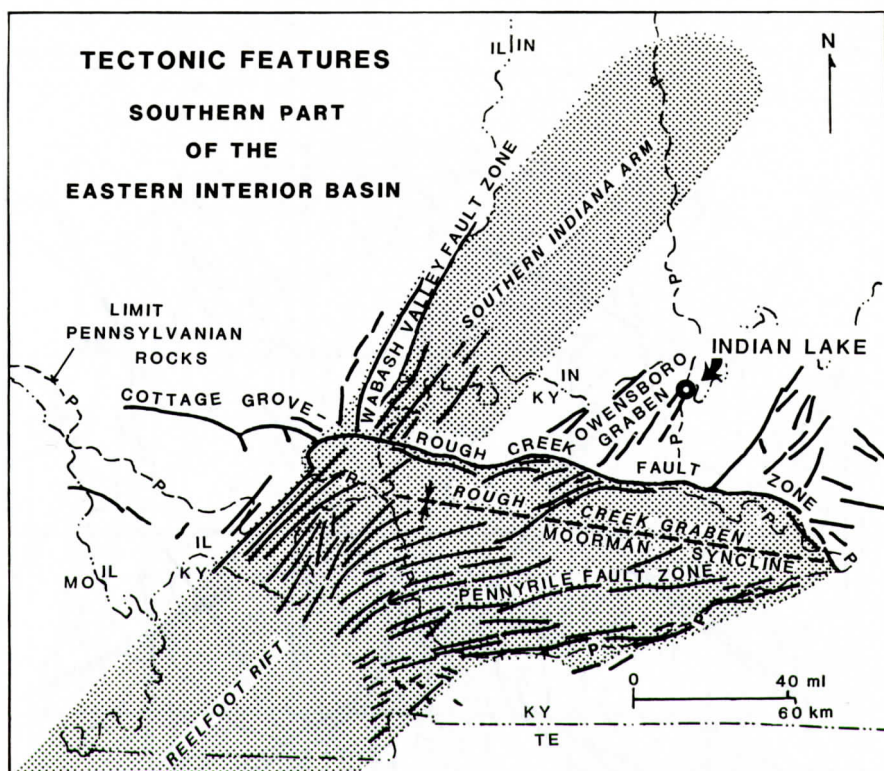 TECTONIC FEATURES
SOUTHERN PART
OF THE
EASTERN INTERIOR BASIN
IL IN
N
P
WABASH VALLEY FAULT ZONE
SOUTHERN INDIANA ARM
P
LIMIT
PENNSYLVANIAN
ROCKS
INDIAN LAKE
IN
KY
OWENSBORO
GRABEN
P
COTTAGE GROVE-
ROUGH CREEK
FAULT
ZONE
P
P
P
ROUGH
CREEK GRABEN
P
MOORMAN SYNCLINE
P
IL
KY
MO IL
PENNYRILE FAULT ZONE
P
P
REELFOOT RIFT
0 40 ml
60 km
KY
TE